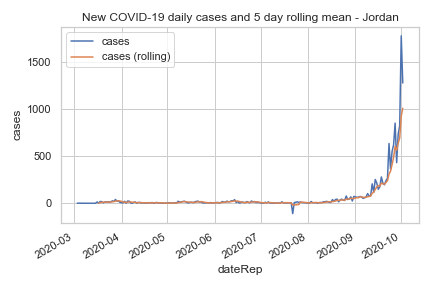 New COVID-19 daily cases and 5 day rolling mean - Jordan
cases
cases (rolling)
1500
1000
500
0
cases
2020-03
2020-04
2020-05
2020-06
2020-07
2020-08
2020-09
2020-10
dateRep